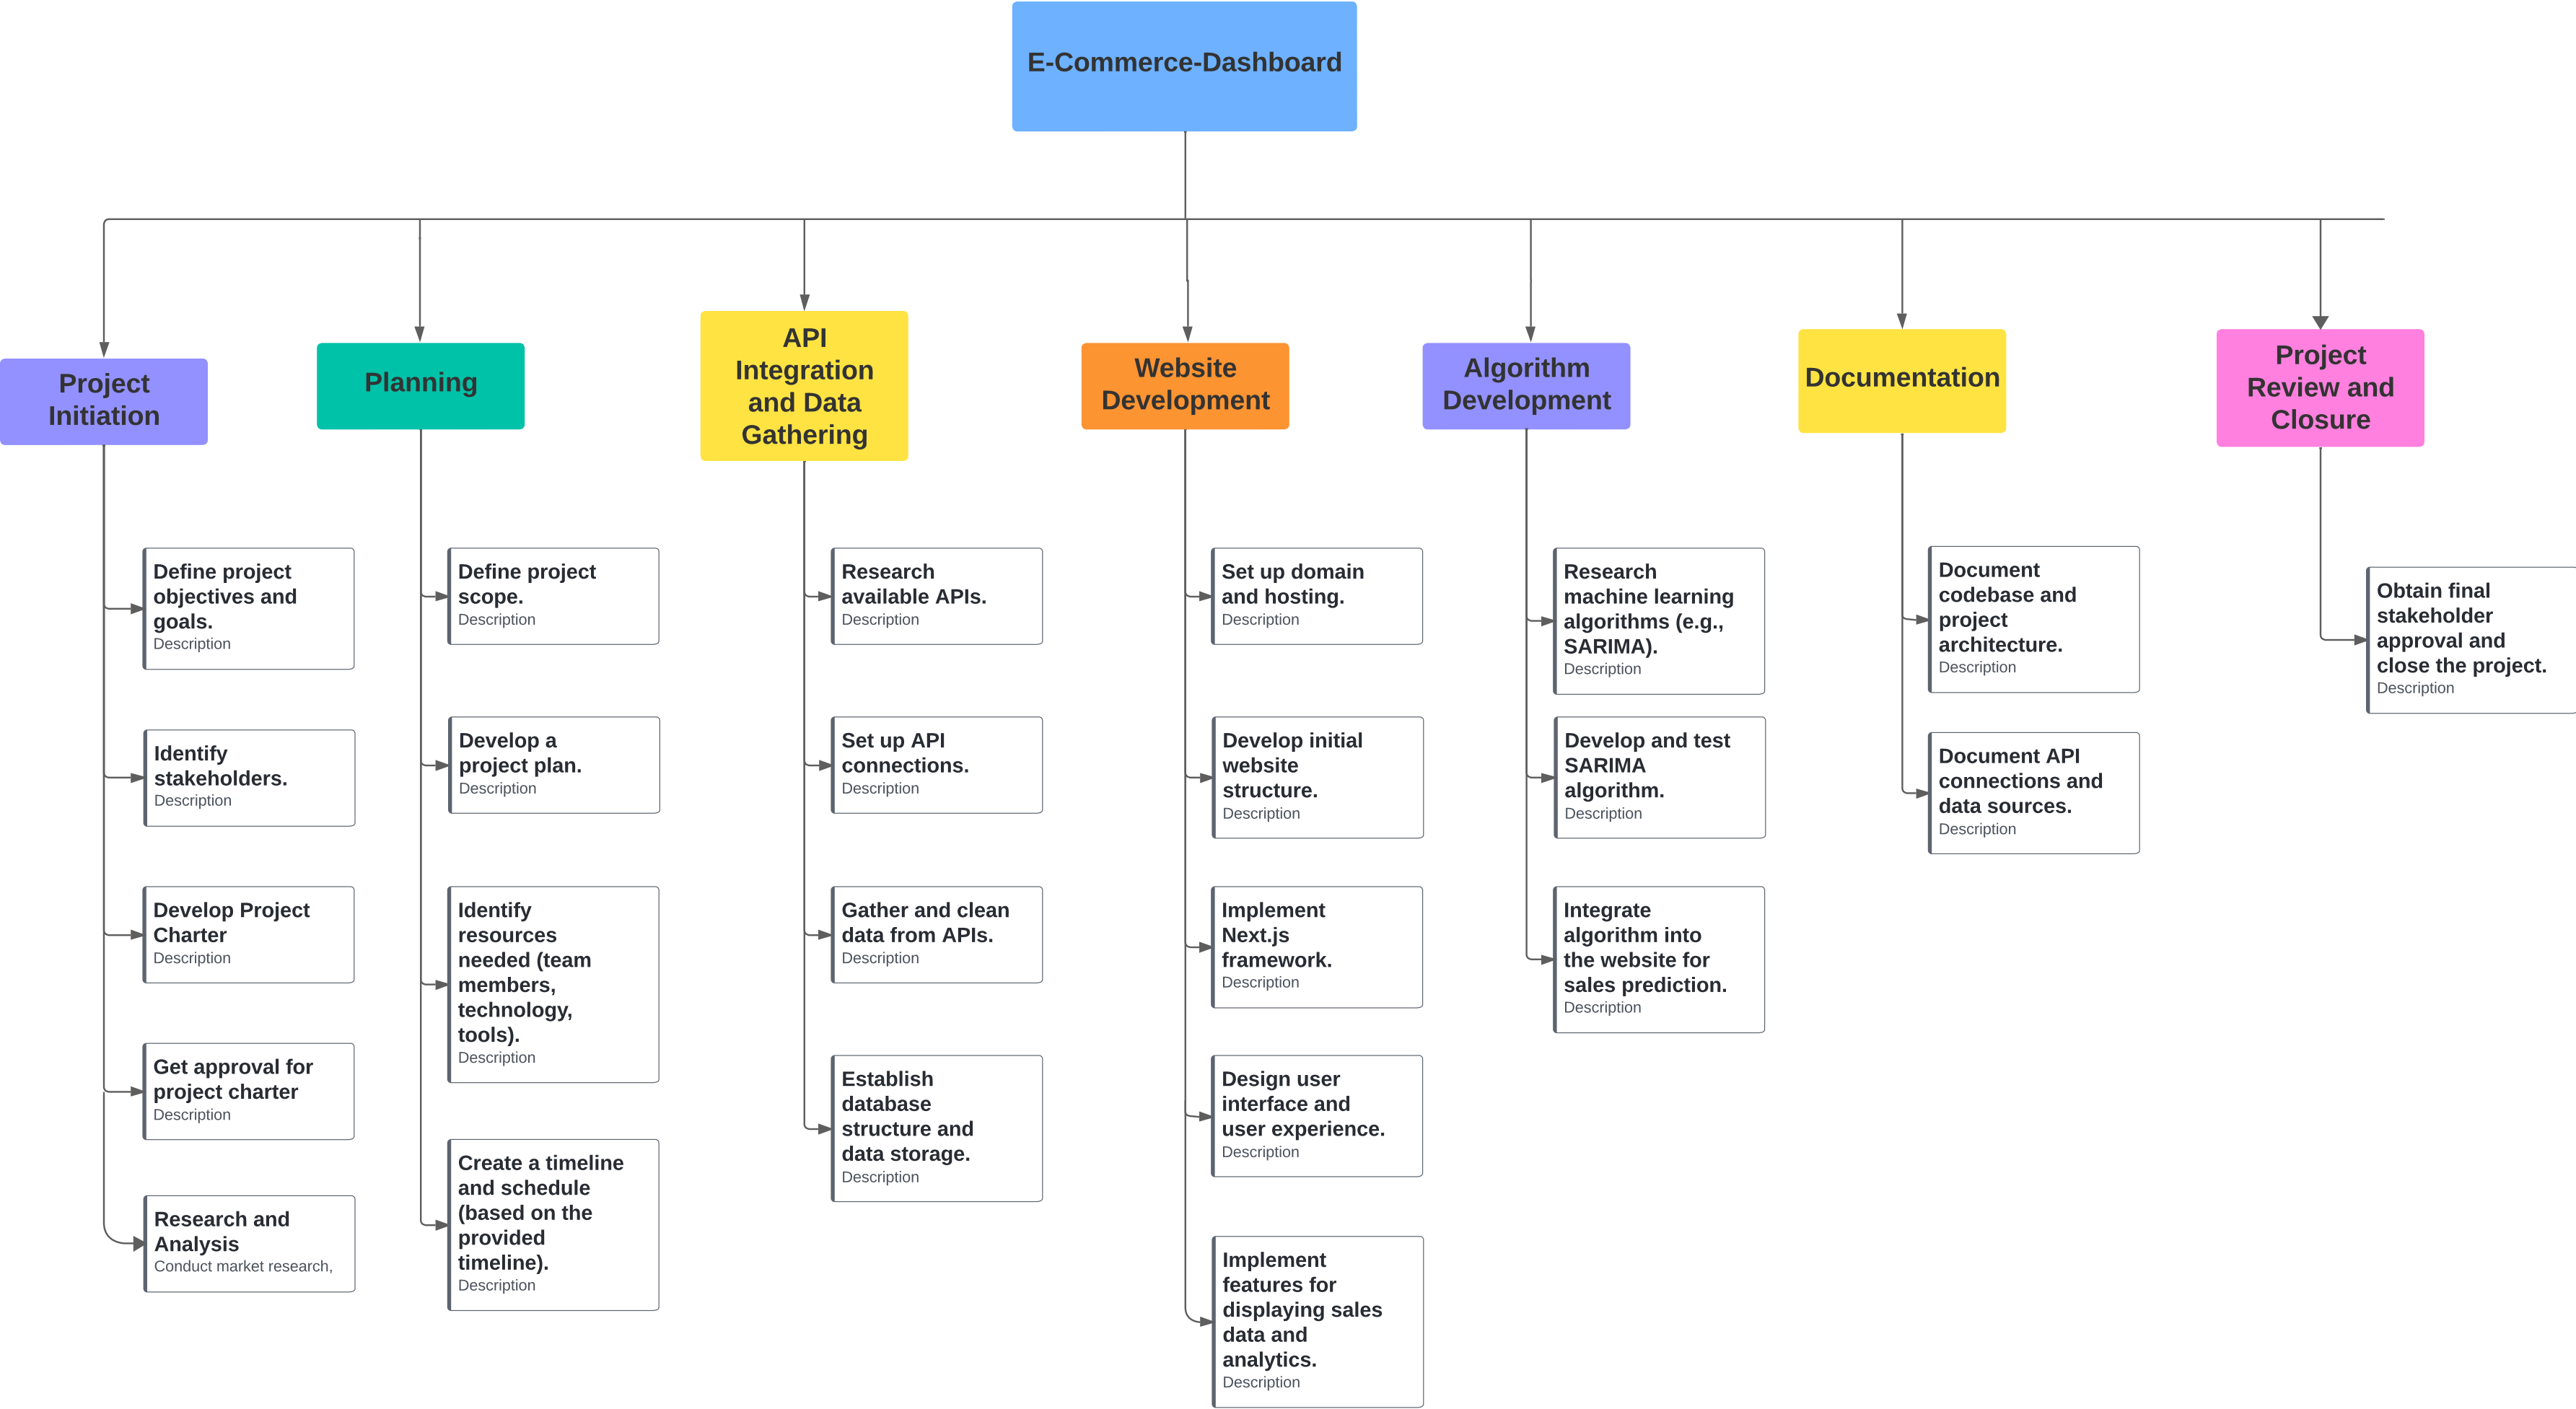 E-Commerce-Dashboard
Project
Initiation
Define project
objectives and
goals.
Description
Identify
stakeholders.
Description
Develop Project
Charter
Description
Get approval for
project charter
Description
Research and
Analysis
Conduct market research,
Planning
Define project
scope.
Description
Develop a
project plan.
Description
Identify
resources
needed (team
members,
technology,
tools).
Description
Create a timeline
and schedule
(based on the
provided
timeline).
Description
API
Integration
and Data
Gathering
Research
available APIs.
Description
Set up API
connections.
Description
Gather and clean
data from APIs.
Description
Establish
database
structure and
data storage.
Description
Website
Development
Set up domain
and hosting.
Description
Develop initial
website
structure.
Description
Implement
Next.js
framework.
Description
Design user
interface and
user experience.
Description
Implement
features for
displaying sales
data and
analytics.
Description
Algorithm
Development
Research
machine learning
algorithms (e.g.,
SARIMA).
Description
Develop and test
SARIMA
algorithm.
Description
Integrate
algorithm into
the website for
sales prediction.
Description
Documentation
Document
codebase and
project
architecture.
Description
Document API
connections and
data sources.
Description
Project
Review and
Closure
Obtain final
stakeholder
approval and
close the project.
Description